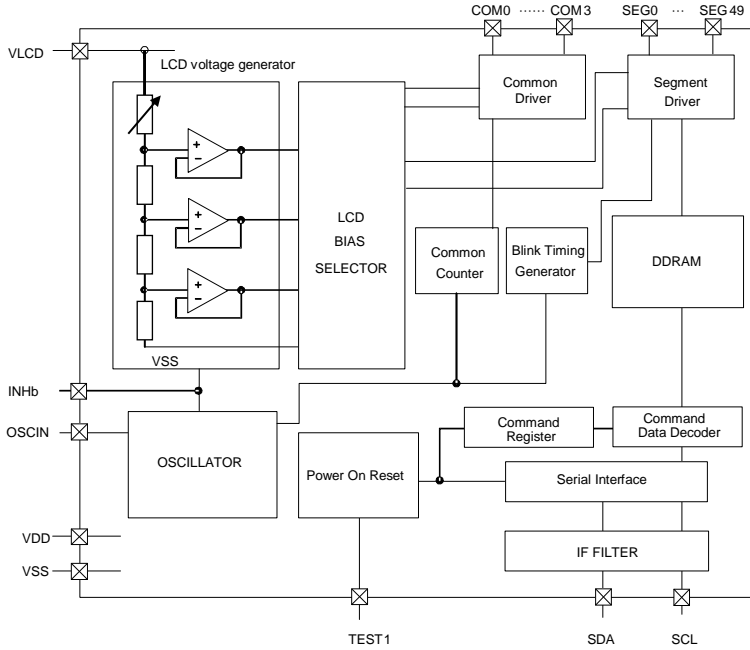 COM0 ······ COM3
SEG0 ··· SEG49
VLCD
LCD voltage generator
Common
Driver
Segment
Driver
+
−
+
−
+
−
LCD
BIAS
SELECTOR
Common
Counter
Blink Timing
Generator
DDRAM
VSS
INHb
OSCIN
OSCILLATOR
Power On Reset
Command
Register
Command
Data Decoder
Serial Interface
IF FILTER
VDD
VSS
TEST1
SDA
SCL